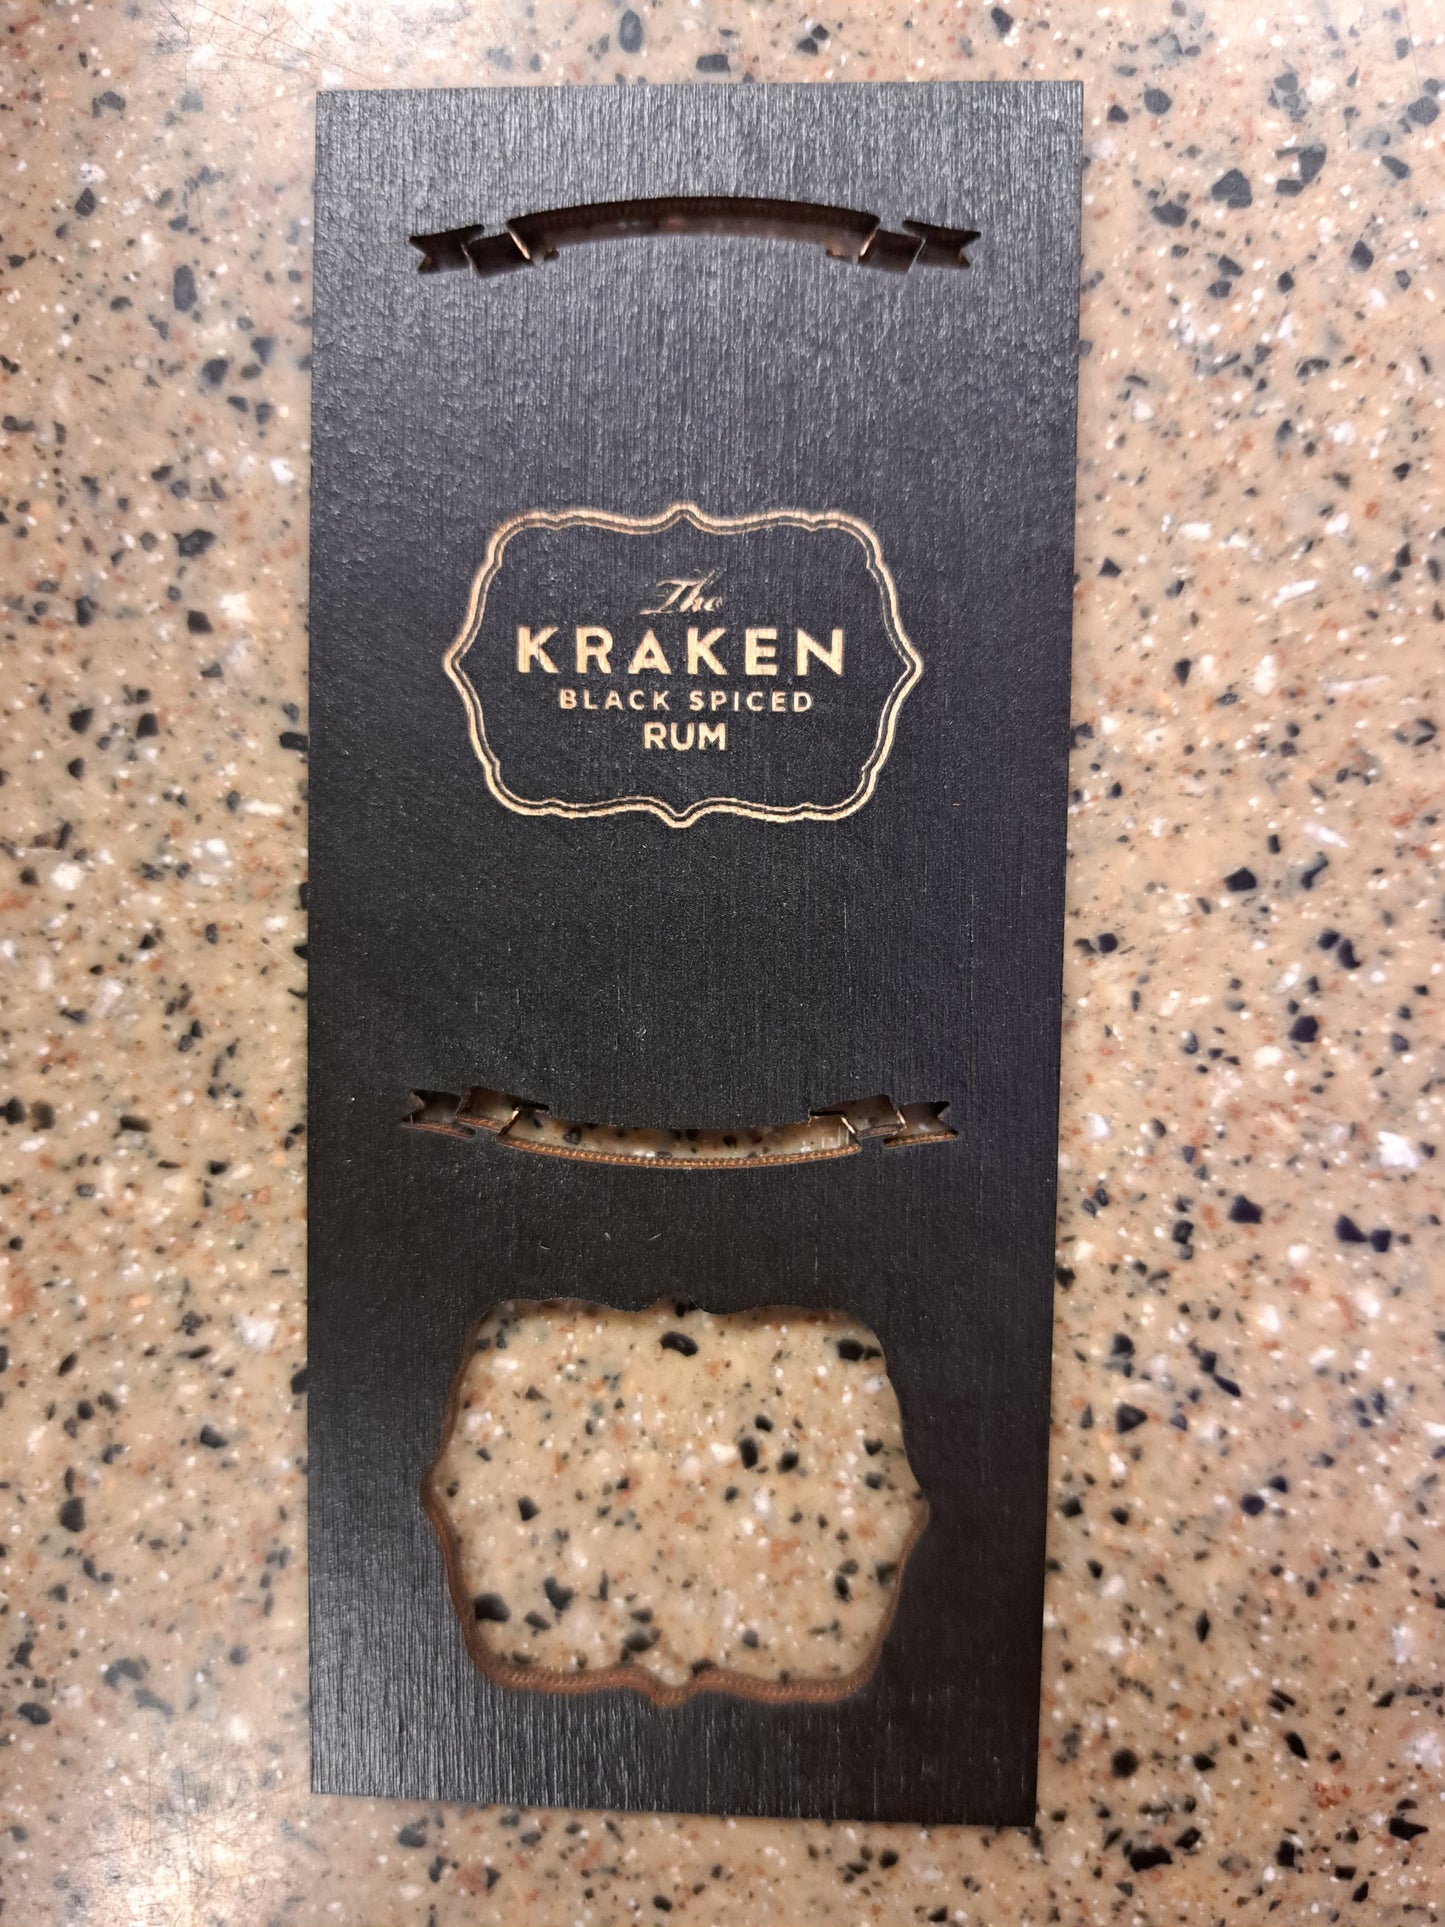 The
KRAKEN
BLACK SPICED
RUM